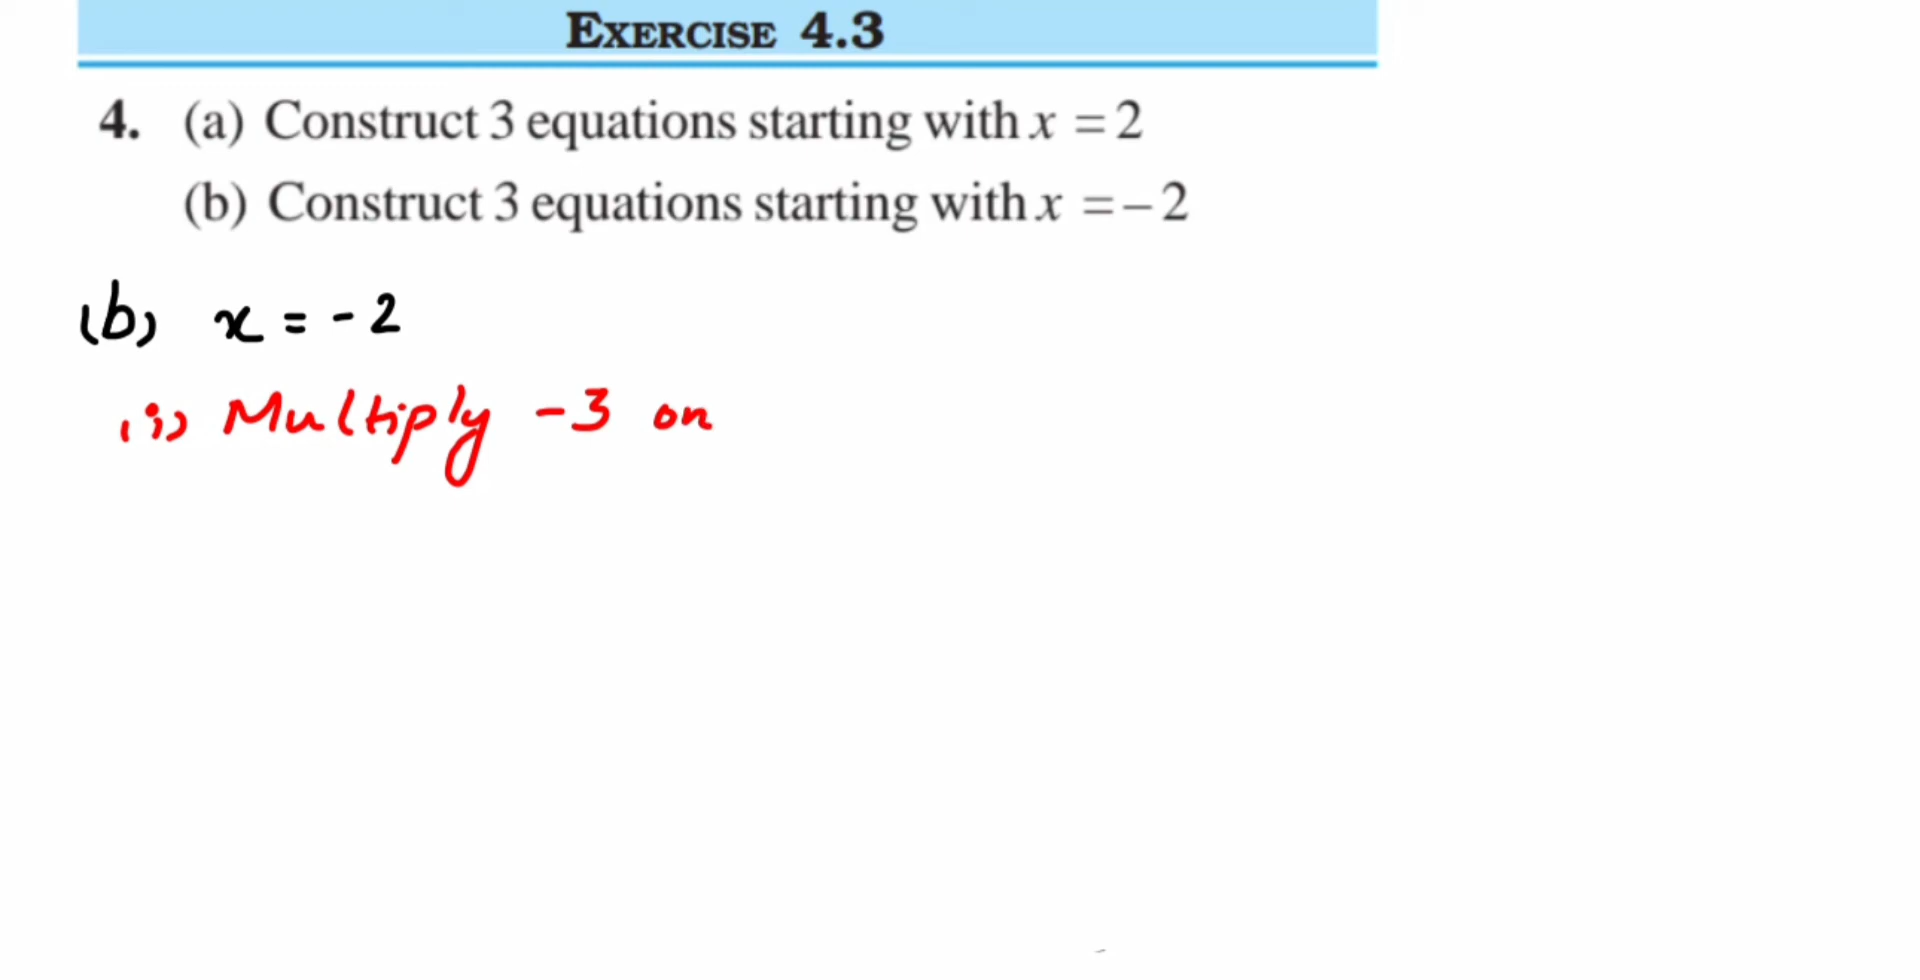 EXERCISE 4.3
4. (a) Construct 3 equations starting with x = 2
(b) Construct 3 equations starting with x = – 2
(b) x = - 2
(i) Multiply -3 on